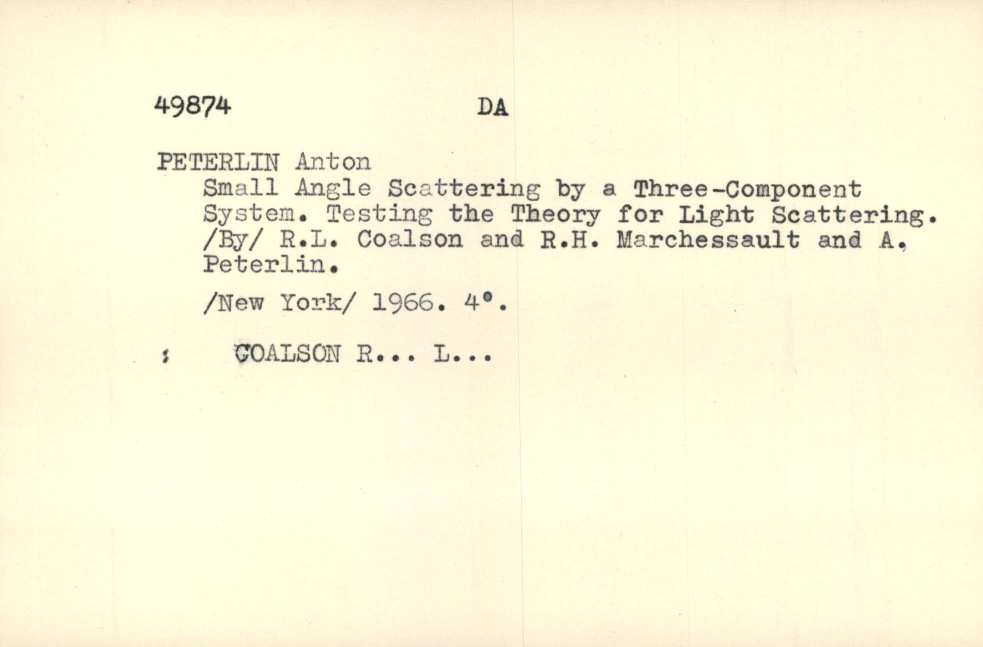 49874 DA
PETERLIN Anton
Small Angle Scattering by a Three-Component
System. Testing the Theory for Light Scattering.
/By/ R.L. Coalson and R.H. Marchessault and A.
Peterlin.
/New York/ 1966. 4°.
: COALSON R... L...